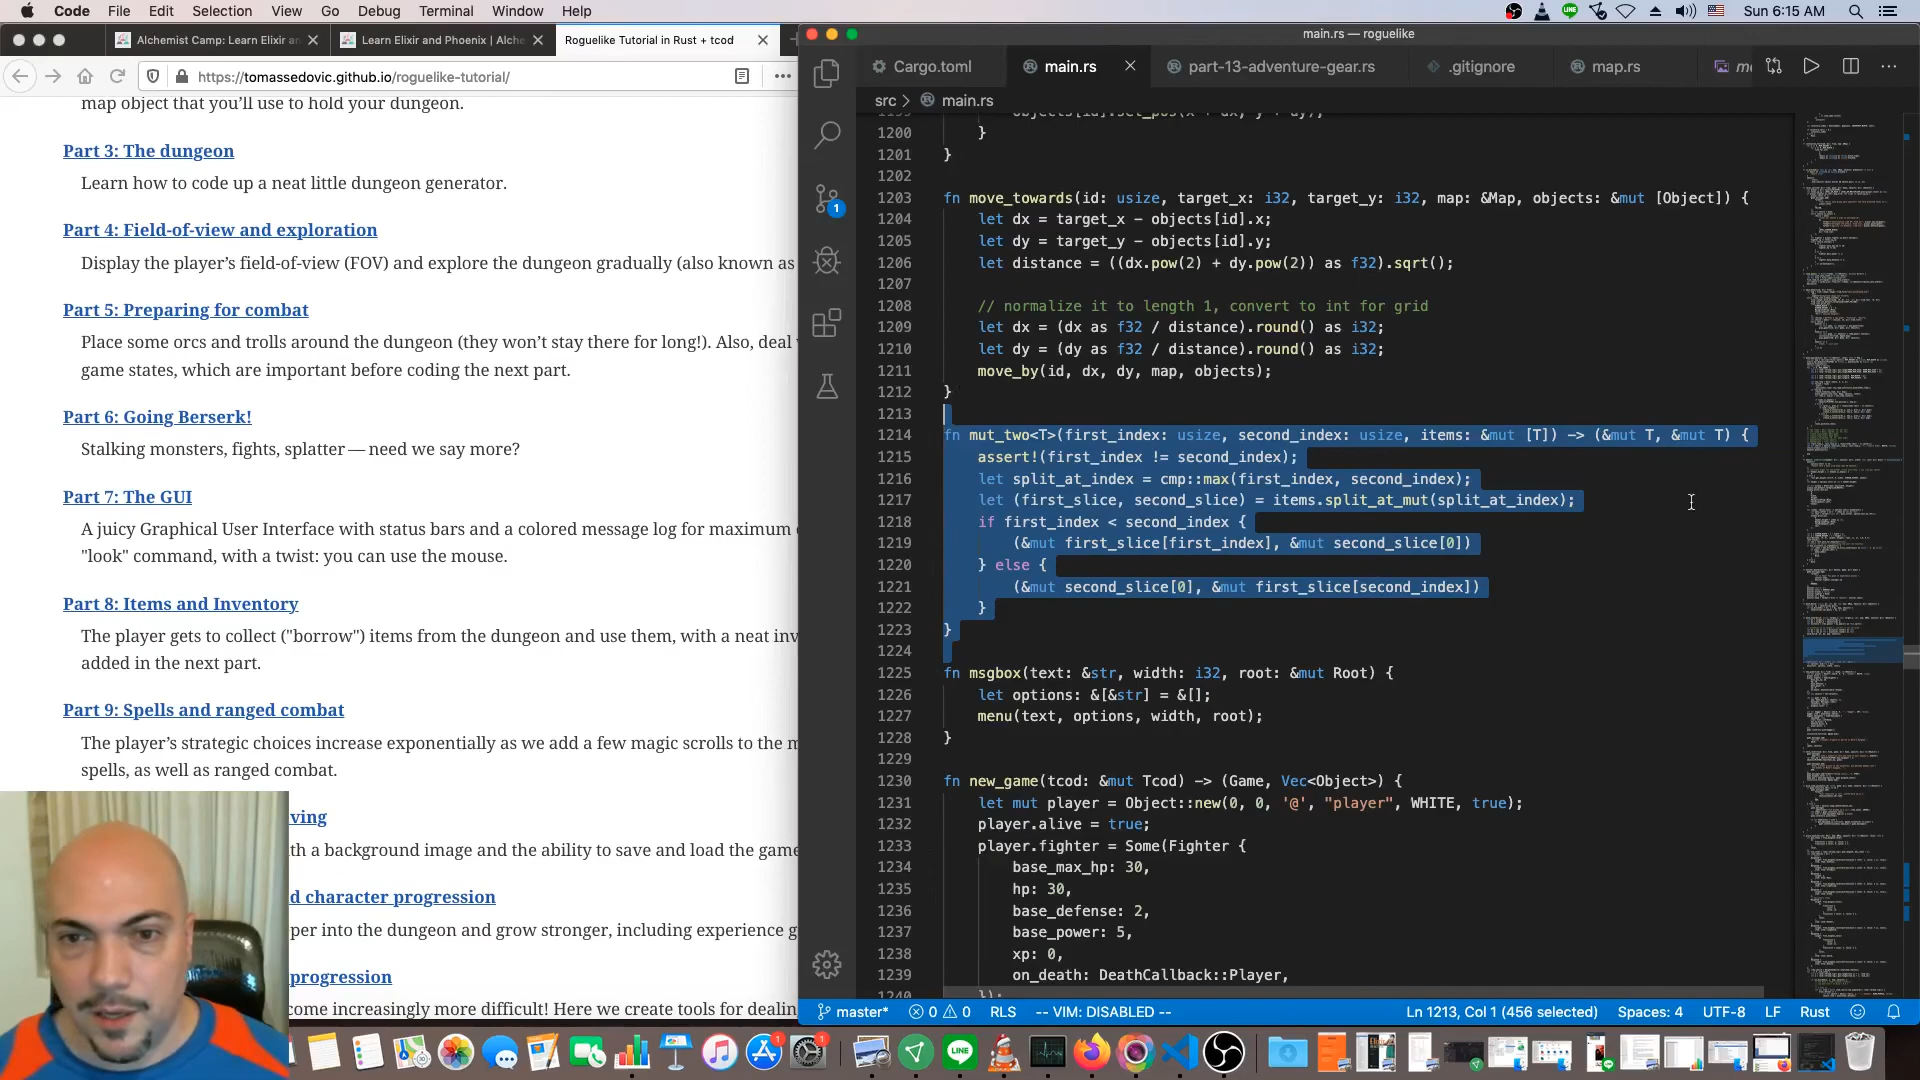 Code File Edit Selection View Go Debug Terminal Window Help
Sun 6:15 AM
Alchemist Camp: Learn Elixir an
Learn Elixir and Phoenix | Alche
Roguelike Tutorial in Rust + tcod
https://tomassedovic.github.io/roguelike-tutorial/
map object that you’ll use to hold your dungeon.
Part 3: The dungeon
Learn how to code up a neat little dungeon generator.
Part 4: Field-of-view and exploration
Display the player’s field-of-view (FOV) and explore the dungeon gradually (also known as
Part 5: Preparing for combat
Place some orcs and trolls around the dungeon (they won’t stay there for long!). Also, deal
game states, which are important before coding the next part.
Part 6: Going Berserk!
Stalking monsters, fights, splatter — need we say more?
Part 7: The GUI
A juicy Graphical User Interface with status bars and a colored message log for maximum
"look" command, with a twist: you can use the mouse.
Part 8: Items and Inventory
The player gets to collect ("borrow") items from the dungeon and use them, with a neat inv
added in the next part.
Part 9: Spells and ranged combat
The player’s strategic choices increase exponentially as we add a few magic scrolls to the m
spells, as well as ranged combat.
ving
th a background image and the ability to save and load the game
d character progression
per into the dungeon and grow stronger, including experience g
progression
come increasingly more difficult! Here we create tools for dealin
main.rs — roguelike
Cargo.toml
main.rs
part-13-adventure-gear.rs
.gitignore
map.rs
src > main.rs
1
1199 objects[id].set_pos(x + dx, y + dy);
1200 }
1201 }
1202
1203 fn move_towards(id: usize, target_x: i32, target_y: i32, map: &Map, objects: &mut [Object]) {
1204 let dx = target_x - objects[id].x;
1205 let dy = target_y - objects[id].y;
1206 let distance = ((dx.pow(2) + dy.pow(2)) as f32).sqrt();
1207
1208 // normalize it to length 1, convert to int for grid
1209 let dx = (dx as f32 / distance).round() as i32;
1210 let dy = (dy as f32 / distance).round() as i32;
1211 move_by(id, dx, dy, map, objects);
1212 }
1213
1214 fn mut_two<T>(first_index: usize, second_index: usize, items: &mut [T]) -> (&mut T, &mut T) {
1215 assert!(first_index != second_index);
1216 let split_at_index = cmp::max(first_index, second_index);
1217 let (first_slice, second_slice) = items.split_at_mut(split_at_index);
1218 if first_index < second_index {
1219 (&mut first_slice[first_index], &mut second_slice[0])
1220 } else {
1221 (&mut second_slice[0], &mut first_slice[second_index])
1222 }
1223 }
1224
1225 fn msgbox(text: &str, width: i32, root: &mut Root) {
1226 let options: &[&str] = &[];
1227 menu(text, options, width, root);
1228 }
1229
1230 fn new_game(tcod: &mut Tcod) -> (Game, Vec<Object>) {
1231 let mut player = Object::new(0, 0, '@', "player", WHITE, true);
1232 player.alive = true;
1233 player.fighter = Some(Fighter {
1234 base_max_hp: 30,
1235 hp: 30,
1236 base_defense: 2,
1237 base_power: 5,
1238 xp: 0,
1239 on_death: DeathCallback::Player,
1240 });
master* 0 0 RLS -- VIM: DISABLED -- Ln 1213, Col 1 (456 selected) Spaces: 4 UTF-8 LF Rust